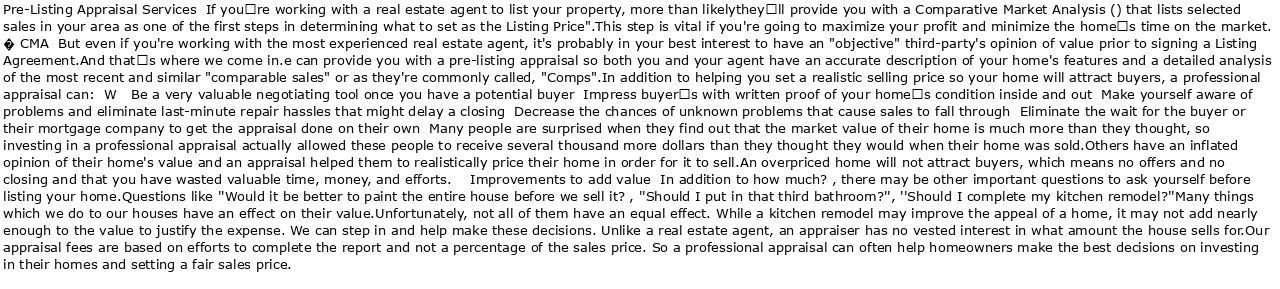 Pre-Listing Appraisal Services  If you□re working with a real estate agent to list your property, more than likelythey□ll provide you with a Comparative Market Analysis () that lists selected
sales in your area as one of the first steps in determining what to set as the Listing Price".This step is vital if you're going to maximize your profit and minimize the home□s time on the market.
� CMA  But even if you're working with the most experienced real estate agent, it's probably in your best interest to have an "objective" third-party's opinion of value prior to signing a Listing
Agreement.And that□s where we come in.e can provide you with a pre-listing appraisal so both you and your agent have an accurate description of your home's features and a detailed analysis
of the most recent and similar "comparable sales" or as they're commonly called, "Comps".In addition to helping you set a realistic selling price so your home will attract buyers, a professional
appraisal can:  W   Be a very valuable negotiating tool once you have a potential buyer  Impress buyer□s with written proof of your home□s condition inside and out  Make yourself aware of
problems and eliminate last-minute repair hassles that might delay a closing  Decrease the chances of unknown problems that cause sales to fall through  Eliminate the wait for the buyer or
their mortgage company to get the appraisal done on their own  Many people are surprised when they find out that the market value of their home is much more than they thought, so
investing in a professional appraisal actually allowed these people to receive several thousand more dollars than they thought they would when their home was sold.Others have an inflated
opinion of their home's value and an appraisal helped them to realistically price their home in order for it to sell.An overpriced home will not attract buyers, which means no offers and no
closing and that you have wasted valuable time, money, and efforts.    Improvements to add value  In addition to how much? , there may be other important questions to ask yourself before
listing your home.Questions like "Would it be better to paint the entire house before we sell it? , "Should I put in that third bathroom?", ''Should I complete my kitchen remodel?"Many things
which we do to our houses have an effect on their value.Unfortunately, not all of them have an equal effect. While a kitchen remodel may improve the appeal of a home, it may not add nearly
enough to the value to justify the expense. We can step in and help make these decisions. Unlike a real estate agent, an appraiser has no vested interest in what amount the house sells for.Our
appraisal fees are based on efforts to complete the report and not a percentage of the sales price. So a professional appraisal can often help homeowners make the best decisions on investing
in their homes and setting a fair sales price.